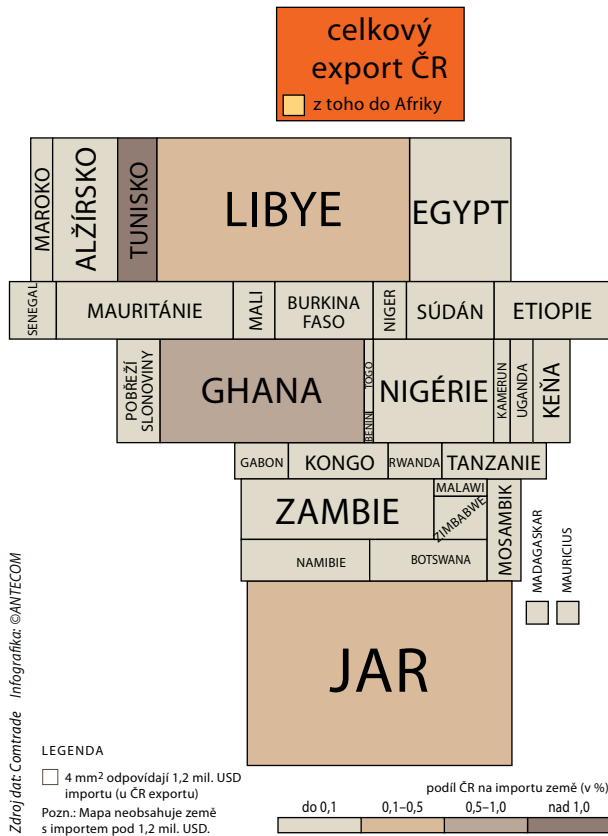 celkový
export ČR
z toho do Afriky
MAROKO
ALŽÍRSKO
TUNISKO
LIBYE
EGYPT
SENEGAL
MAURITÁNIE
MALI
BURKINA
FASO
NIGER
SÚDÁN
ETIOPIE
POBŘEŽÍ
SLONOVINY
GHANA
TOGO
BENIN
NIGÉRIE
KAMERUN
UGANDA
KEŇA
GABON
KONGO
RWANDA
TANZANIE
ZAMBIE
MALAWI
ZIMBABWE
MOSAMBIK
NAMIBIE
BOTSWANA
MADAGASKAR
MAURICIUS
JAR
Zdroj dat: Comtrade Infografika: ©ANTECOM
LEGENDA
4 mm² odpovídají 1,2 mil. USD
importu (u ČR exportu)
Pozn.: Mapa neobsahuje země
s importem pod 1,2 mil. USD.
podíl ČR na importu země (v %)
do 0,1
0,1–0,5
0,5–1,0
nad 1,0